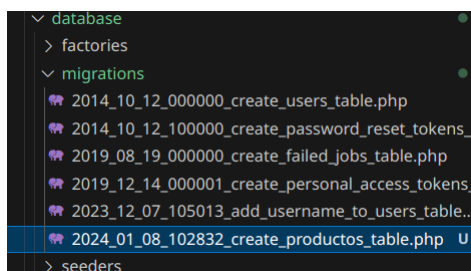 database
factories
migrations
2014_10_12_000000_create_users_table.php
2014_10_12_100000_create_password_reset_tokens_
2019_08_19_000000_create_failed_jobs_table.php
2019_12_14_000001_create_personal_access_tokens_
2023_12_07_105013_add_username_to_users_table...
2024_01_08_102832_create_productos_table.php U
seeders